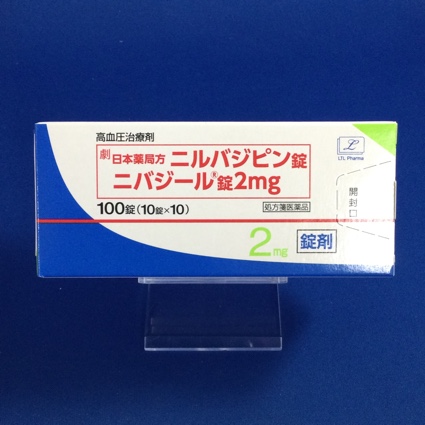 高血圧治療剤
劇 日本薬局方 ニルバジピン錠
ニバジール®錠2mg
100錠(10錠×10)
処方箋医薬品
2mg 錠剤
LTL Pharma
開封口